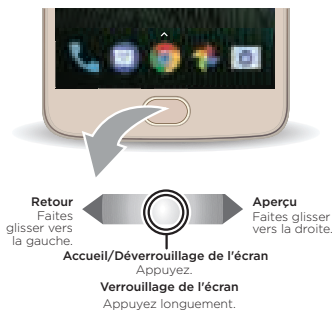 Retour
Faites
glisser vers
la gauche.
Aperçu
Faites glisser
vers la droite.
Accueil/Déverrouillage de l'écran
Appuyez.
Verrouillage de l'écran
Appuyez longuement.